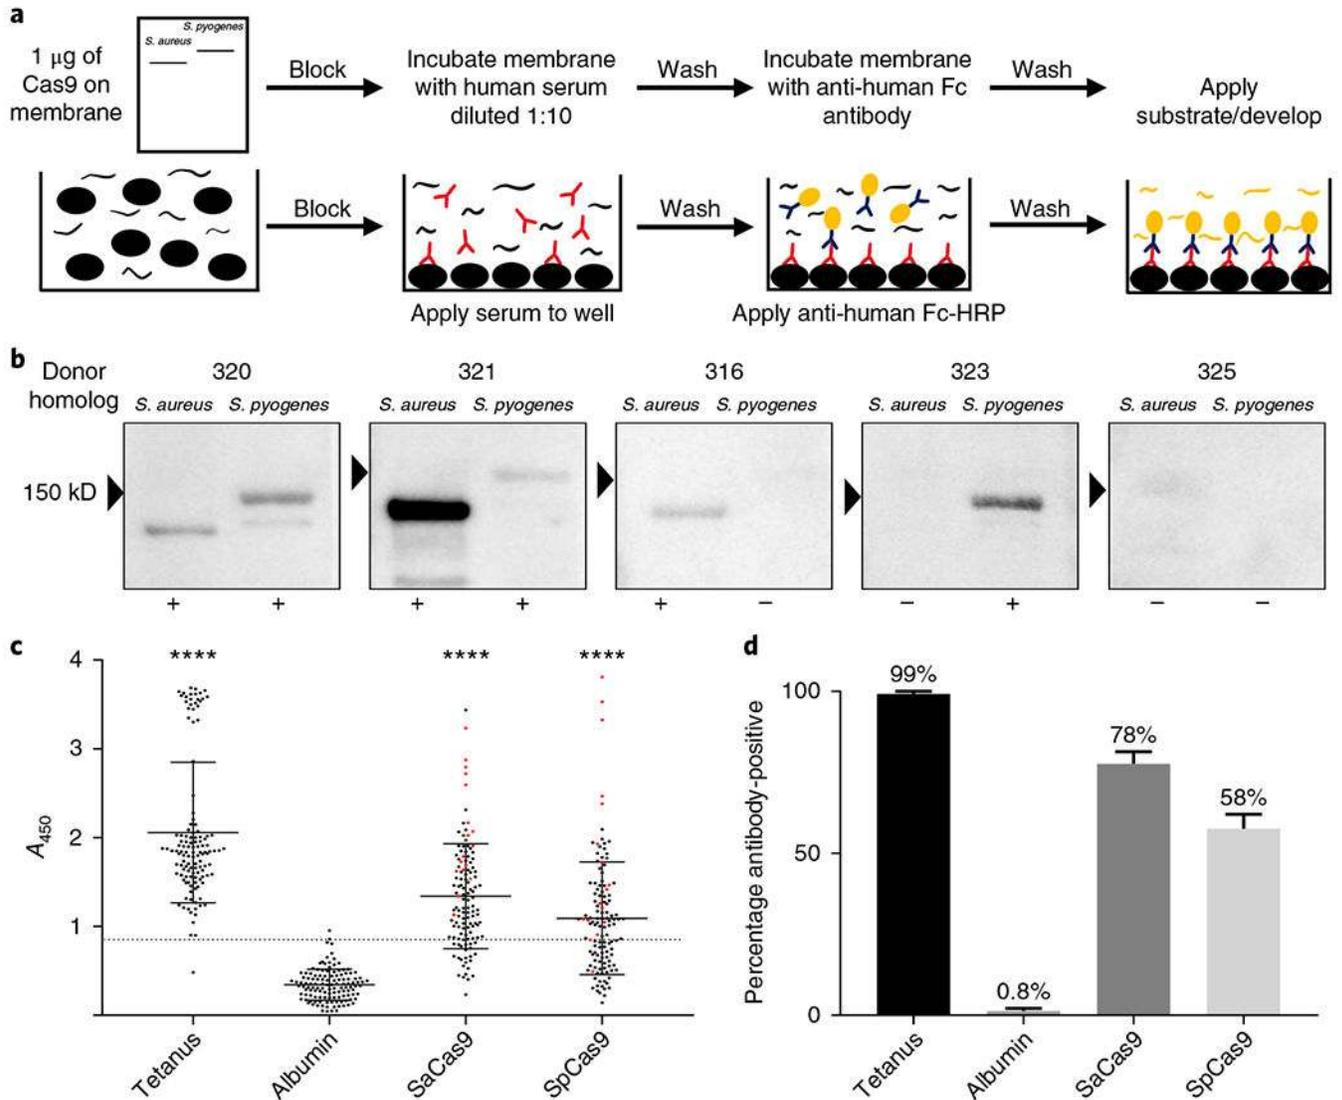 a
1 μg of
Cas9 on
membrane
S. pyogenes
S. aureus
Block
Incubate membrane
with human serum
diluted 1:10
Wash
Incubate membrane
with anti-human Fc
antibody
Wash
Apply
substrate/develop
Block
Apply serum to well
Wash
Apply anti-human Fc-HRP
Wash
b
Donor 320 321 316 323 325
homolog S. aureus S. pyogenes S. aureus S. pyogenes S. aureus S. pyogenes S. aureus S. pyogenes S. aureus S. pyogenes
150 kD
+ + + + + – – + – –
c
**** **** ****
4
3
2
1
A450
Tetanus
Albumin
SaCas9
SpCas9
d
Percentage antibody-positive
100
50
0
99%
0.8%
78%
58%
Tetanus
Albumin
SaCas9
SpCas9